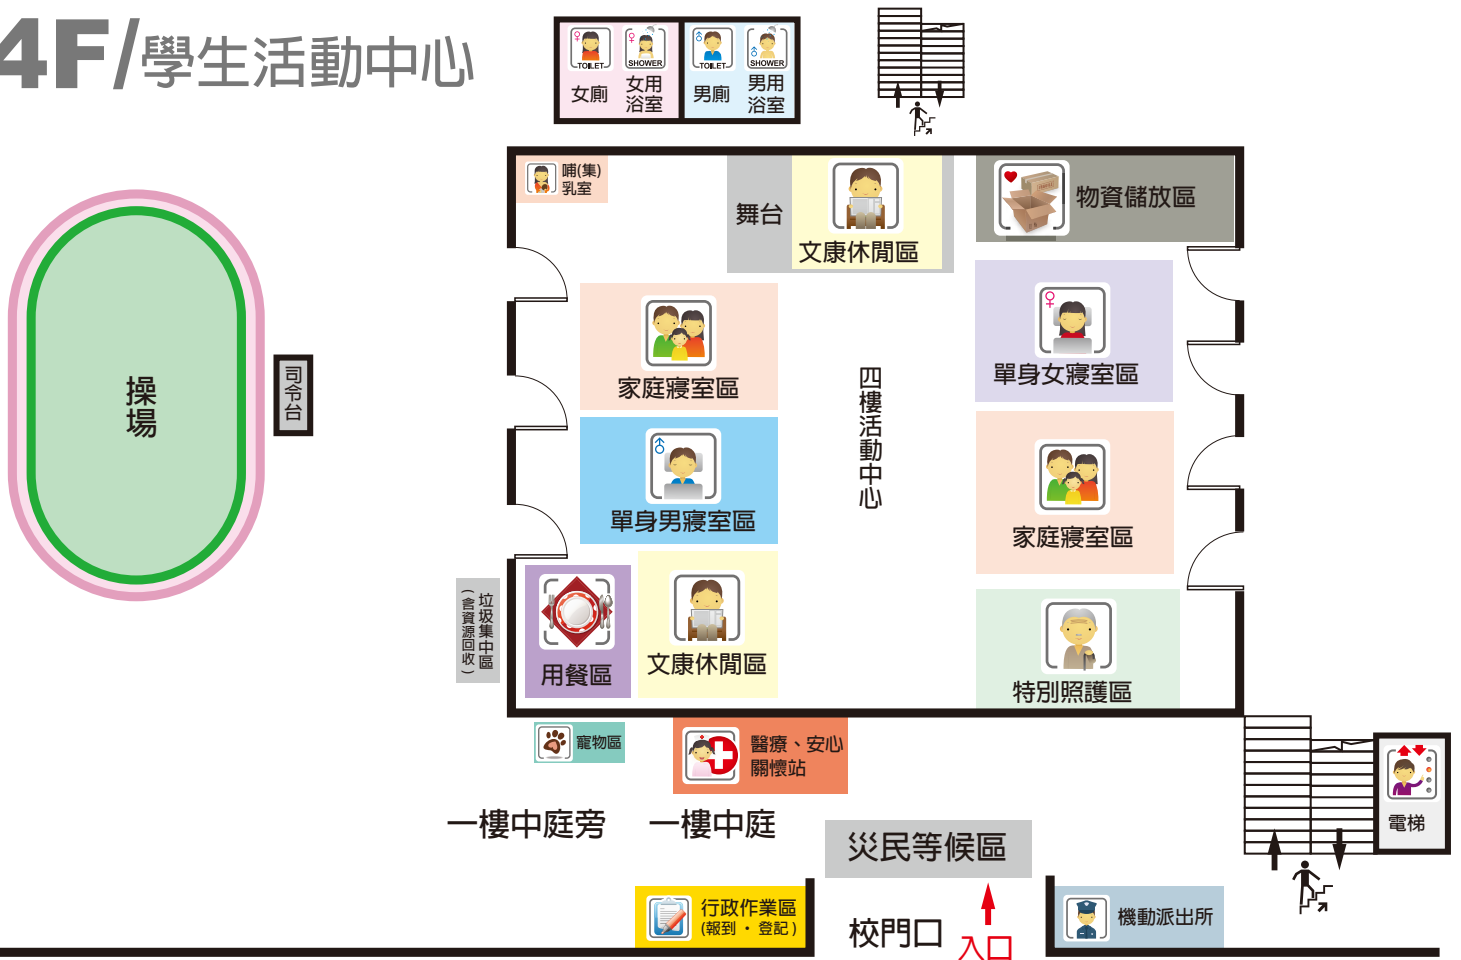 4F/學生活動中心
TOILET
SHOWER
TOILET
SHOWER
女廁
女用
浴室
男廁
男用
浴室
哺(集)
乳室
舞台
文康休閒區
物資儲放區
家庭寢室區
單身女寢室區
四樓活動中心
操場
司令台
單身男寢室區
家庭寢室區
垃圾集中區
(含資源回收)
用餐區
文康休閒區
特別照護區
寵物區
醫療、安心
關懷站
一樓中庭旁
一樓中庭
災民等候區
電梯
行政作業區
(報到・登記)
校門口
入口
機動派出所